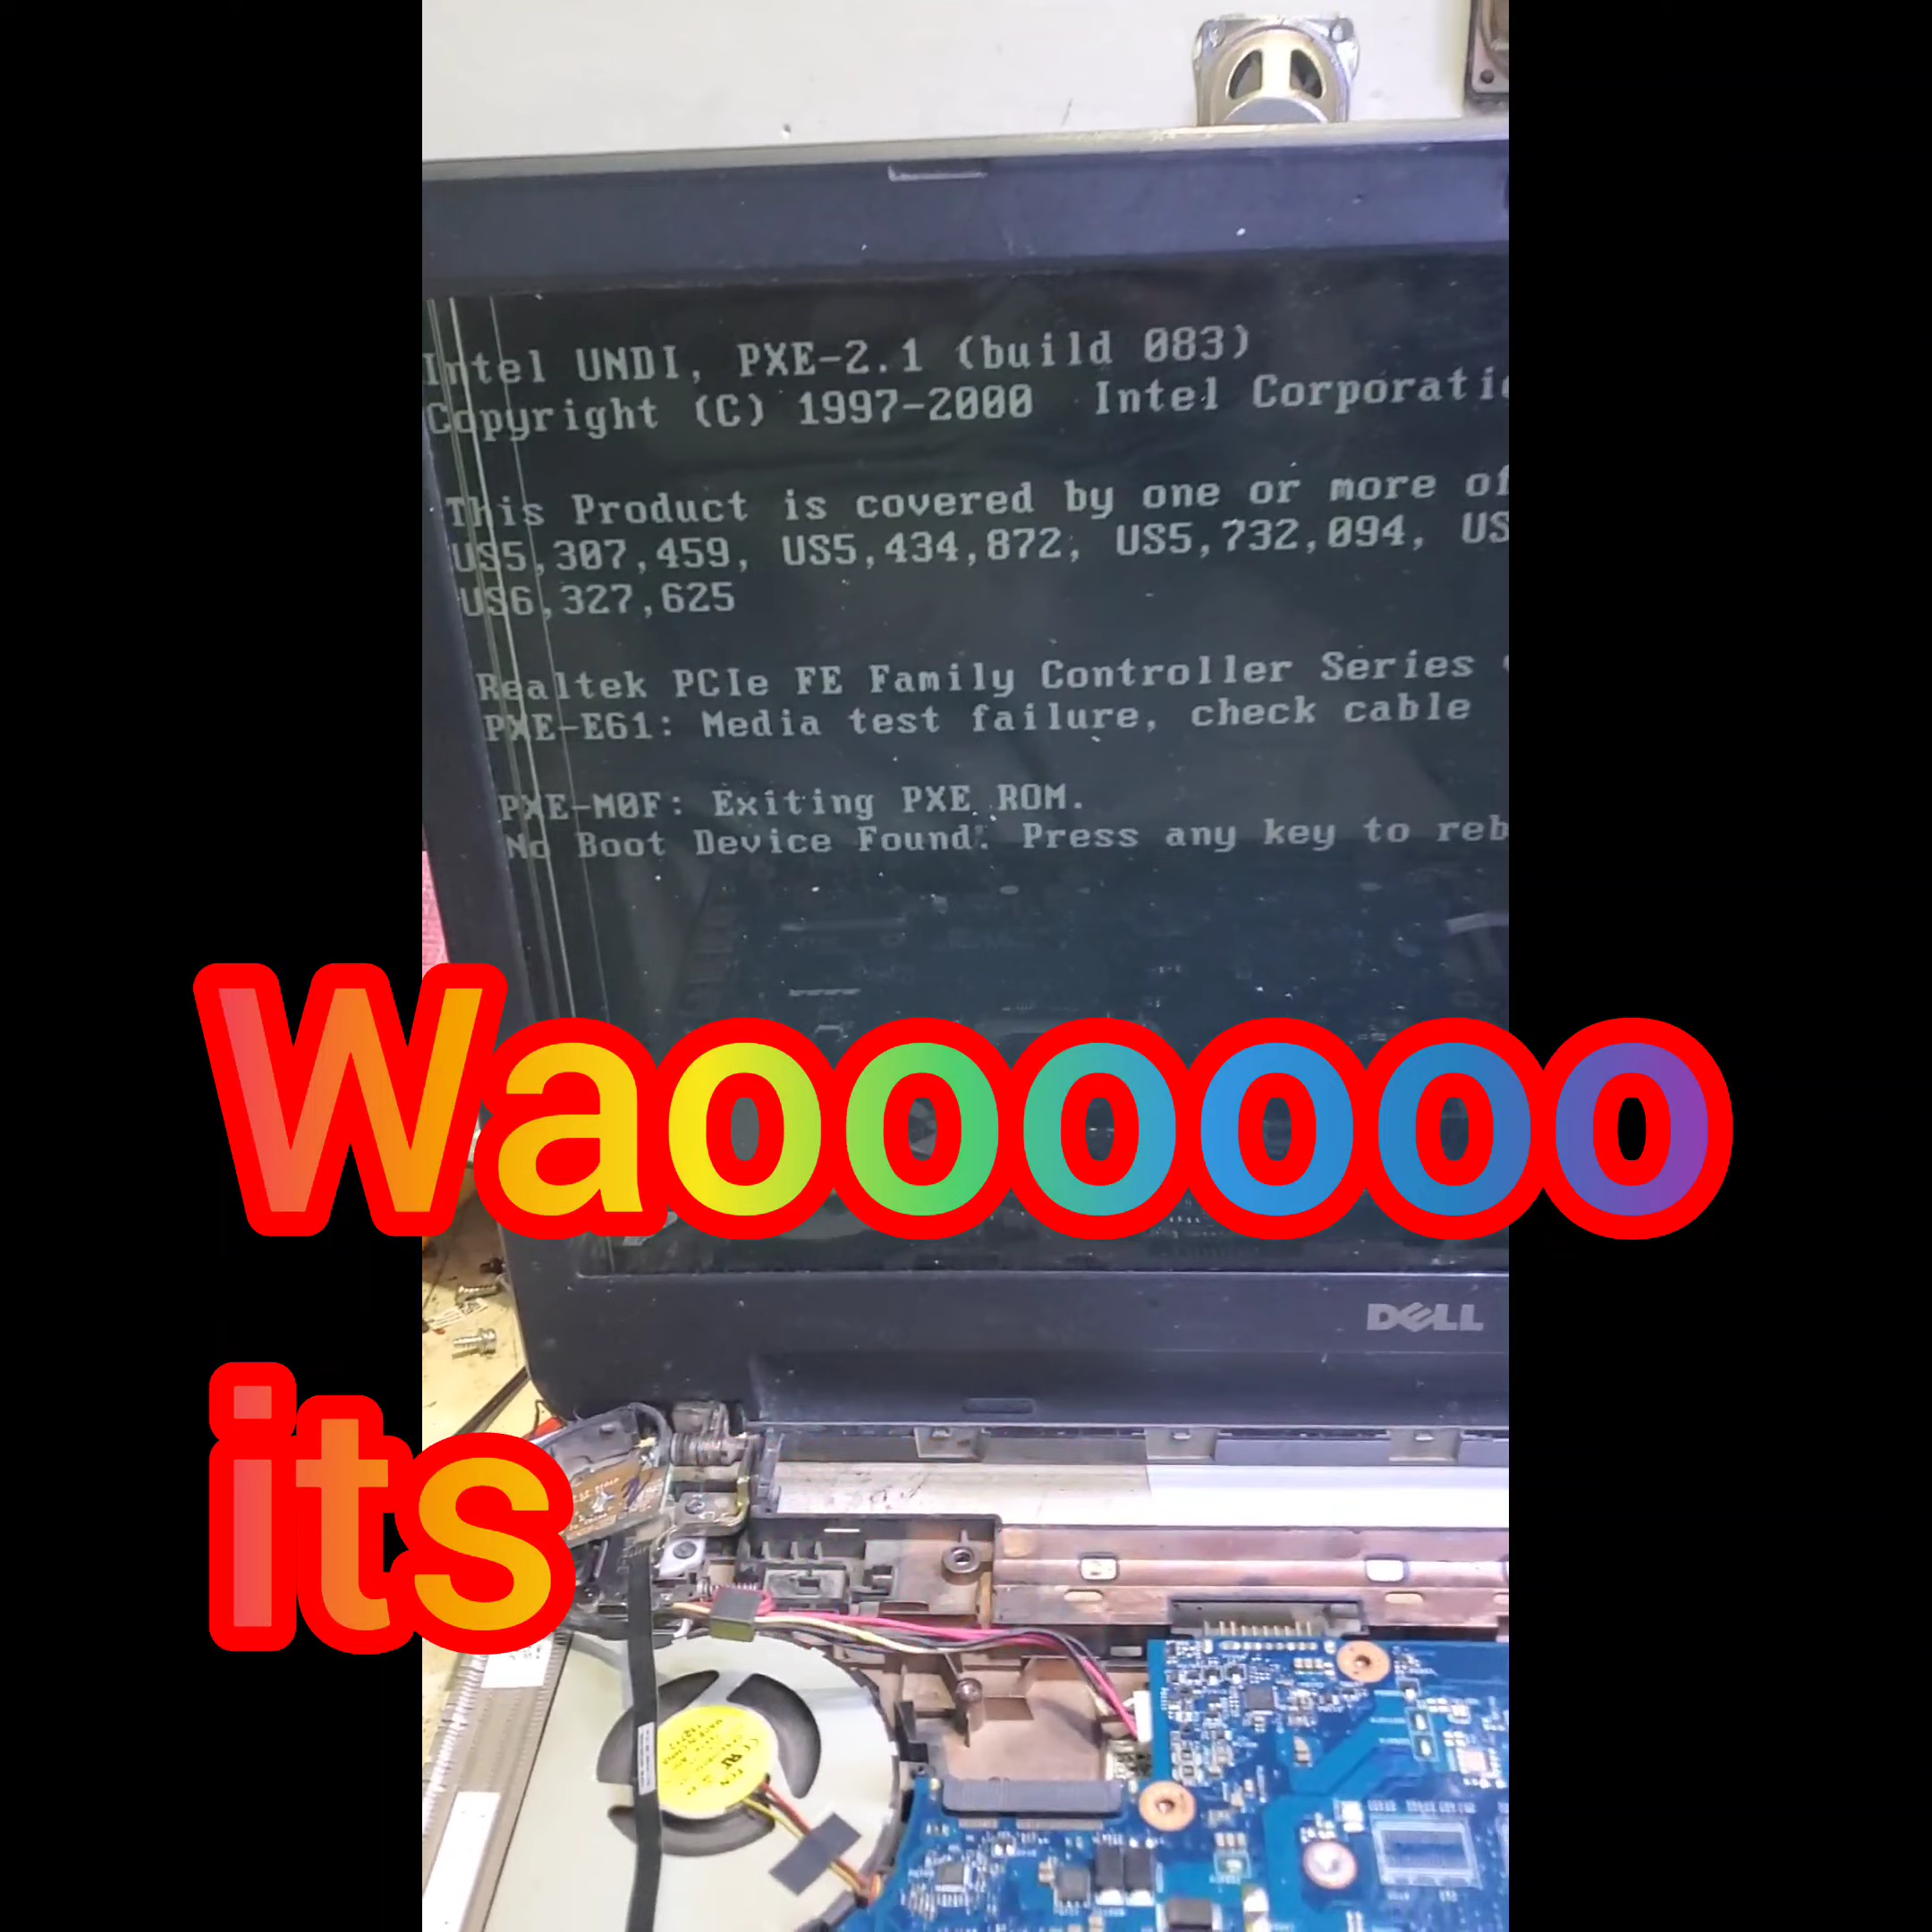 Intel UNDI, PXE-2.1 (build 083)
Copyright (C) 1997-2000 Intel
This Product is covered by one or more
US5,307,459, US5,434,872, US5,732,094, US
US6,327,625
Realtek PCIe FE Family Controller Series
PXE-E61: Media test failure, check cable
PXE-M0F: Exiting PXE ROM.
No Boot Device Found. Press any key to
Waoooooo
DELL
its